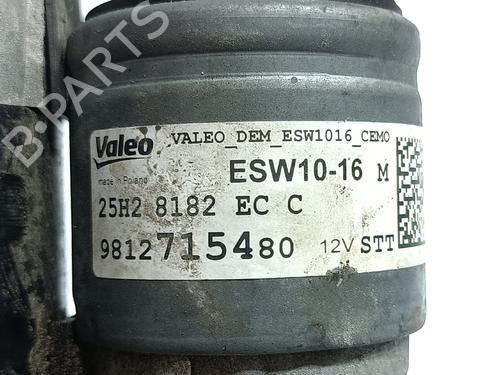 B-PARTS
Valeo VALEO_DEM_ESW1016_CEMO
made in Poland ESW10-16 M
25H2 8182 EC C
9812715480 12V STT